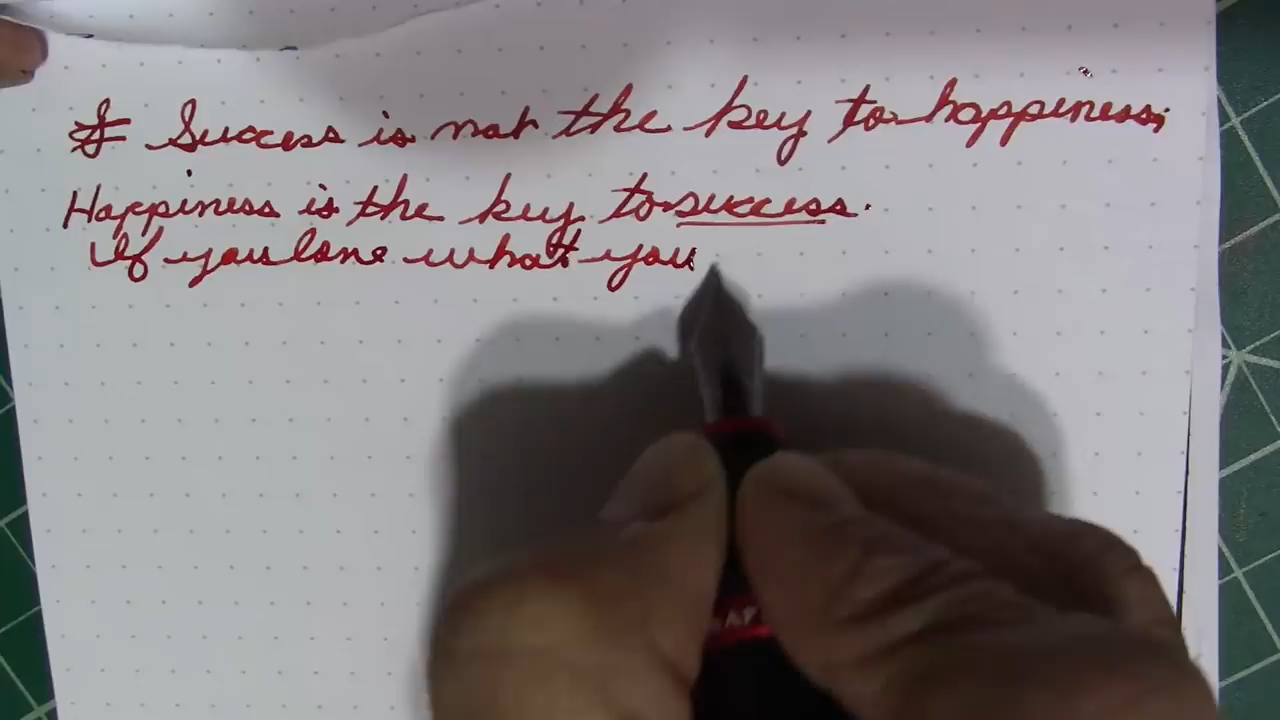 Success is not the key to happiness;
Happiness is the key to success.
If you love what you